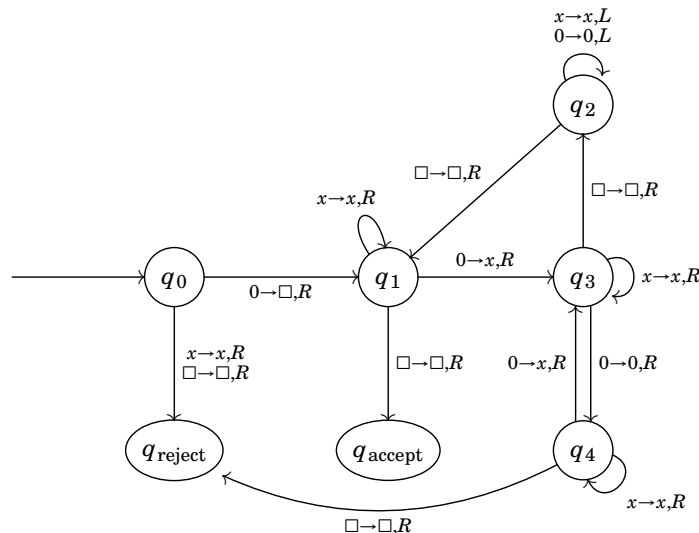 x→x,L
0→0,L
q2
□→□,R
x→x,R
□→□,R
q0
0→□,R
q1
0→x,R
q3
x→x,R
x→x,R
□→□,R
□→□,R
0→x,R
0→0,R
qreject
qaccept
q4
x→x,R
□→□,R